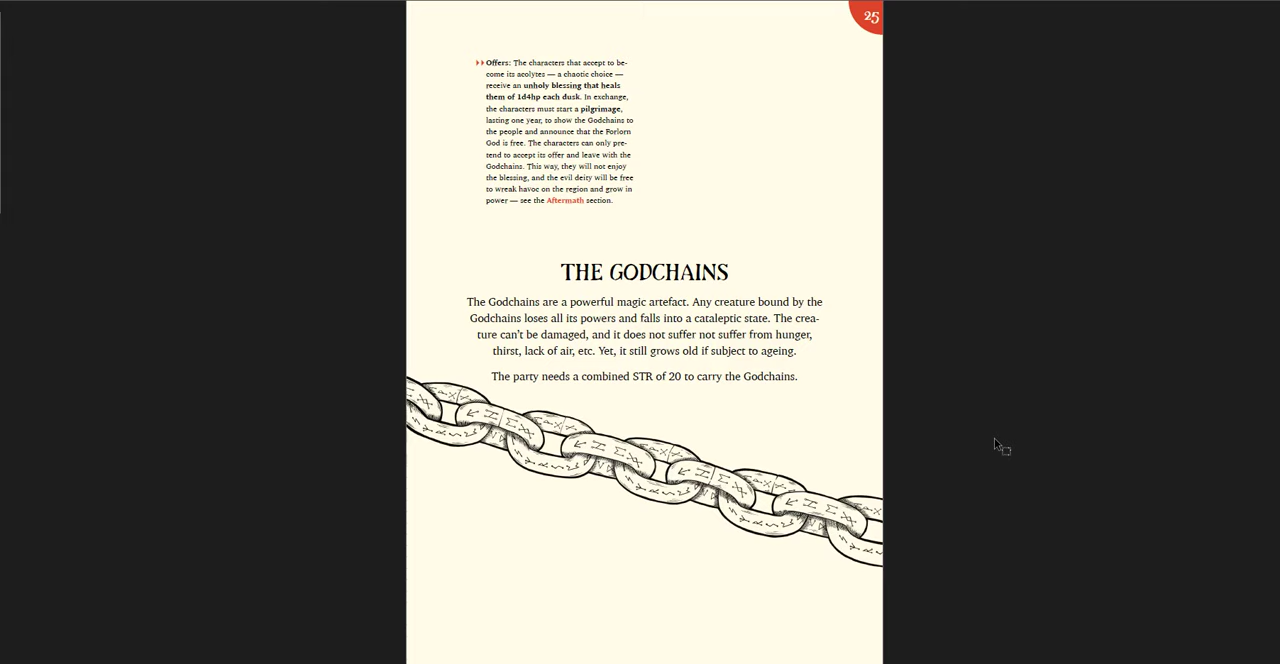 25
Offers: The characters that accept to be-
come its acolytes — a chaotic choice —
receive an unholy blessing that heals
them of 1d4hp each dusk. In exchange,
the characters must start a pilgrimage,
lasting one year, to show the Godchains to
the people and announce that the Forlorn
God is free. The characters can only pre-
tend to accept its offer and leave with the
Godchains. This way, they will not enjoy
the blessing, and the evil deity will be free
to wreak havoc on the region and grow in
power — see the Aftermath section.
THE GODCHAINS
The Godchains are a powerful magic artefact. Any creature bound by the
Godchains loses all its powers and falls into a cataleptic state. The crea-
ture can't be damaged, and it does not suffer not suffer from hunger,
thirst, lack of air, etc. Yet, it still grows old if subject to ageing.
The party needs a combined STR of 20 to carry the Godchains.